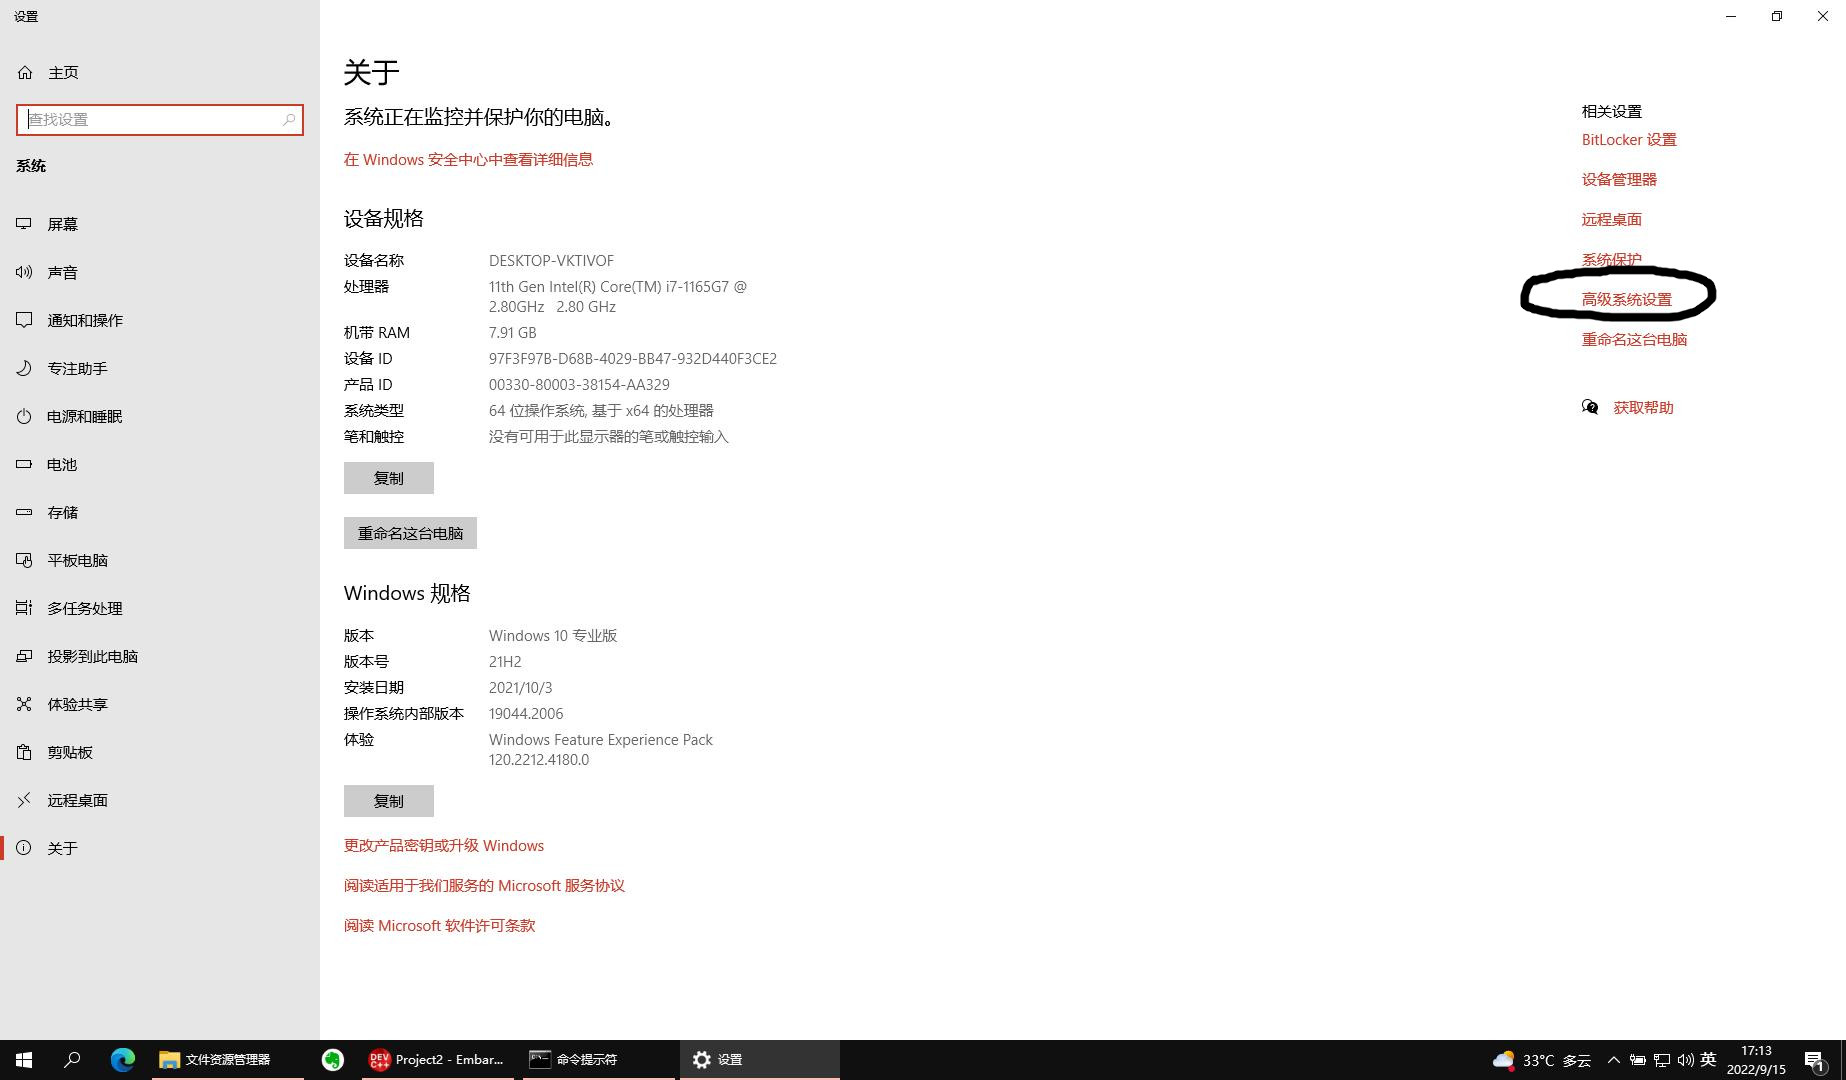 设置
主页
查找设置
系统
屏幕
声音
通知和操作
专注助手
电源和睡眠
电池
存储
平板电脑
多任务处理
投影到此电脑
体验共享
剪贴板
远程桌面
关于
关于
系统正在监控并保护你的电脑。
在 Windows 安全中心中查看详细信息
设备规格
设备名称 DESKTOP-VKTIVOF
处理器 11th Gen Intel(R) Core(TM) i7-1165G7 @
2.80GHz 2.80 GHz
机带 RAM 7.91 GB
设备 ID 97F3F97B-D68B-4029-BB47-932D440F3CE2
产品 ID 00330-80003-38154-AA329
系统类型 64 位操作系统, 基于 x64 的处理器
笔和触控 没有可用于此显示器的笔或触控输入
复制
重命名这台电脑
Windows 规格
版本 Windows 10 专业版
版本号 21H2
安装日期 2021/10/3
操作系统内部版本 19044.2006
体验 Windows Feature Experience Pack
120.2212.4180.0
复制
更改产品密钥或升级 Windows
阅读适用于我们服务的 Microsoft 服务协议
阅读 Microsoft 软件许可条款
相关设置
BitLocker 设置
设备管理器
远程桌面
系统保护
高级系统设置
重命名这台电脑
获取帮助
文件资源管理器
DEV
C++
Project2 - Embar...
命令提示符
设置
33°C 多云
英
17:13
2022/9/15
1